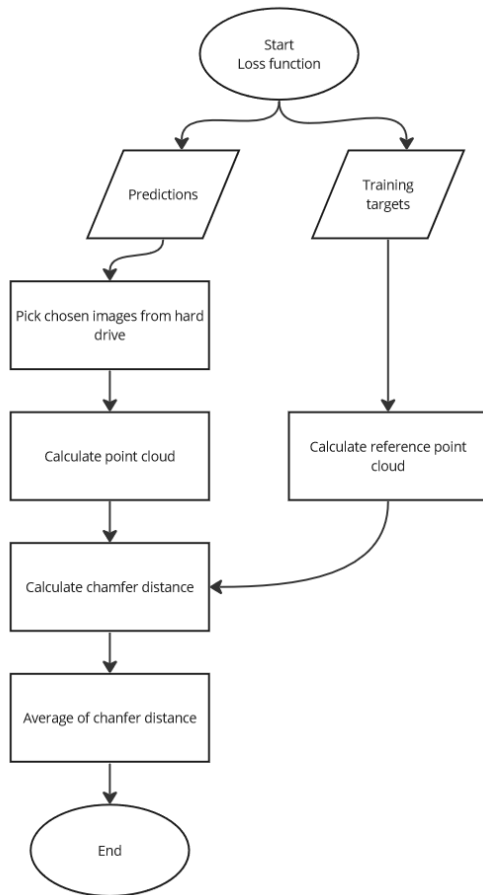 Start
Loss function
Predictions
Training
targets
Pick chosen images from hard
drive
Calculate point cloud
Calculate reference point
cloud
Calculate chamfer distance
Average of chanfer distance
End